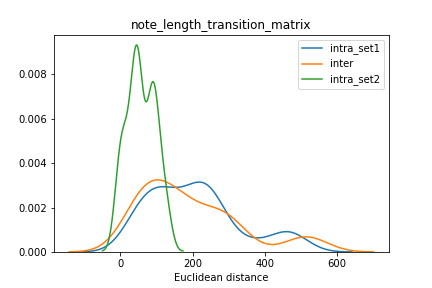 note_length_transition_matrix
intra_set1
inter
intra_set2
0.008
0.006
0.004
0.002
0.000
0 200 400 600
Euclidean distance